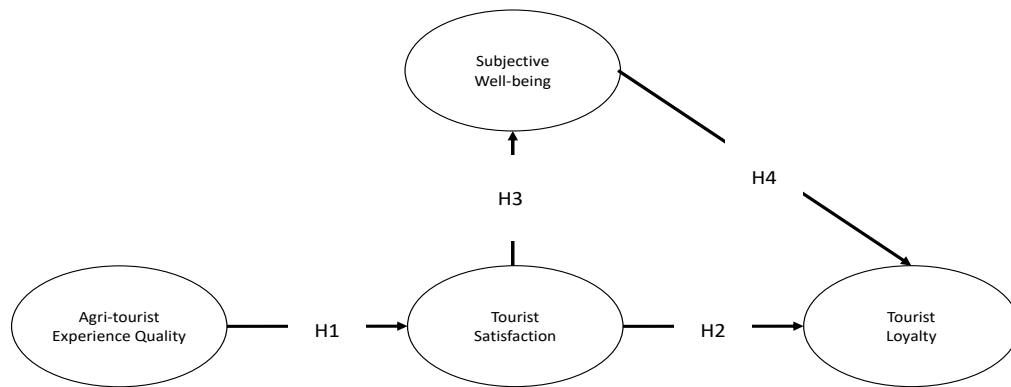 Subjective
Well-being
H4
H3
Agri-tourist
Experience Quality
H1
Tourist
Satisfaction
H2
Tourist
Loyalty